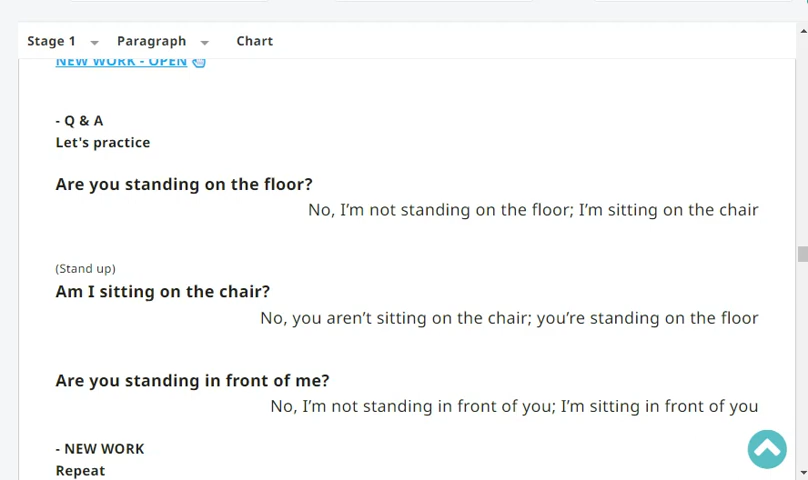 Stage 1 Paragraph Chart
NEW WORK - OPEN
- Q & A
Let's practice
Are you standing on the floor?
No, I’m not standing on the floor; I’m sitting on the chair
(Stand up)
Am I sitting on the chair?
No, you aren’t sitting on the chair; you’re standing on the floor
Are you standing in front of me?
No, I’m not standing in front of you; I’m sitting in front of you
- NEW WORK
Repeat